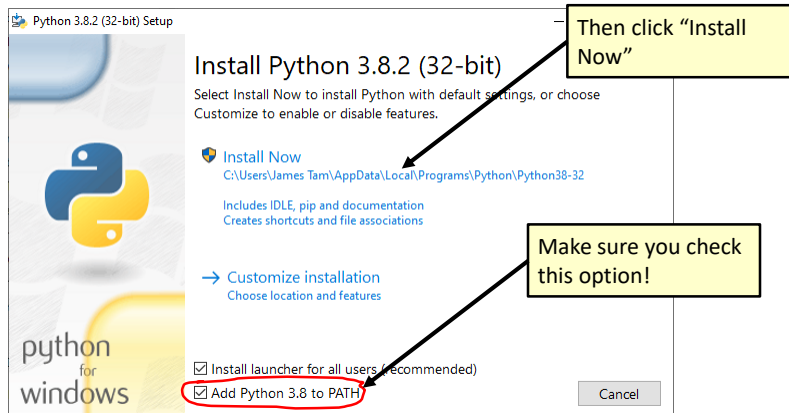 Python 3.8.2 (32-bit) Setup
Then click “Install
Now”
Install Python 3.8.2 (32-bit)
Select Install Now to install Python with default settings, or choose
Customize to enable or disable features.
Install Now
C:\Users\James Tam\AppData\Local\Programs\Python\Python38-32
Includes IDLE, pip and documentation
Creates shortcuts and file associations
Make sure you check
this option!
Customize installation
Choose location and features
python
for
windows
Install launcher for all users (recommended)
Add Python 3.8 to PATH
Cancel